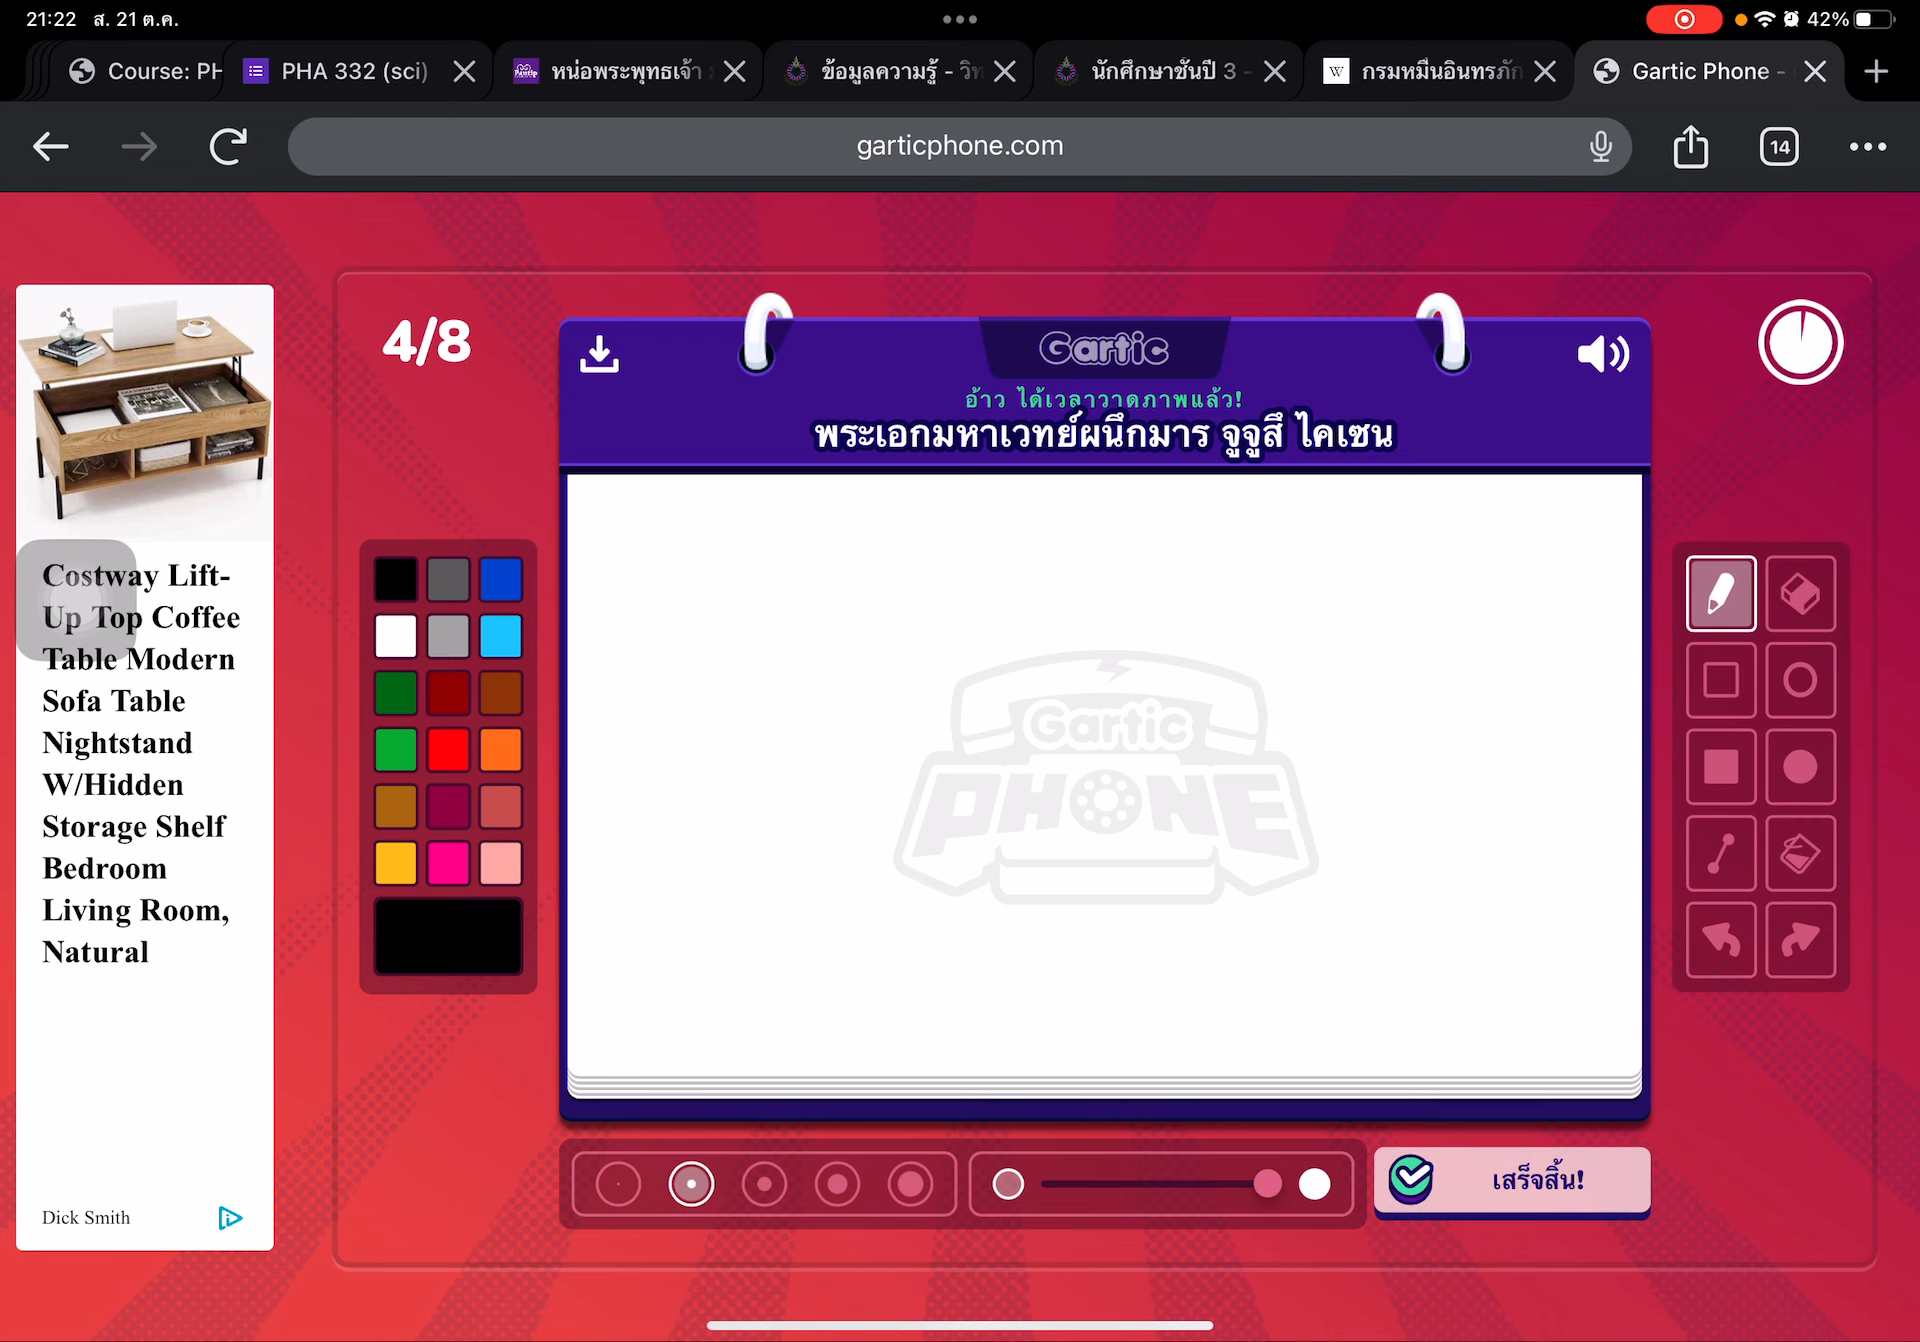 21:22 ส. 21 ต.ค.
42%
Course: PH
PHA 332 (sci)
หน่อพระพุทธเจ้า
ข้อมูลความรู้ - วิท
นักศึกษาชั้นปี 3 -
W กรมหมื่นอินทรภัก
Gartic Phone -
garticphone.com
14
4/8
Gartic
อ้าว ได้เวลาวาดภาพแล้ว!
พระเอกมหาเวทย์ผนึกมาร จูจูสึ ไคเซน
Gartic
PHONE
Costway Lift-
Up Top Coffee
Table Modern
Sofa Table
Nightstand
W/Hidden
Storage Shelf
Bedroom
Living Room,
Natural
Dick Smith
เสร็จสิ้น!